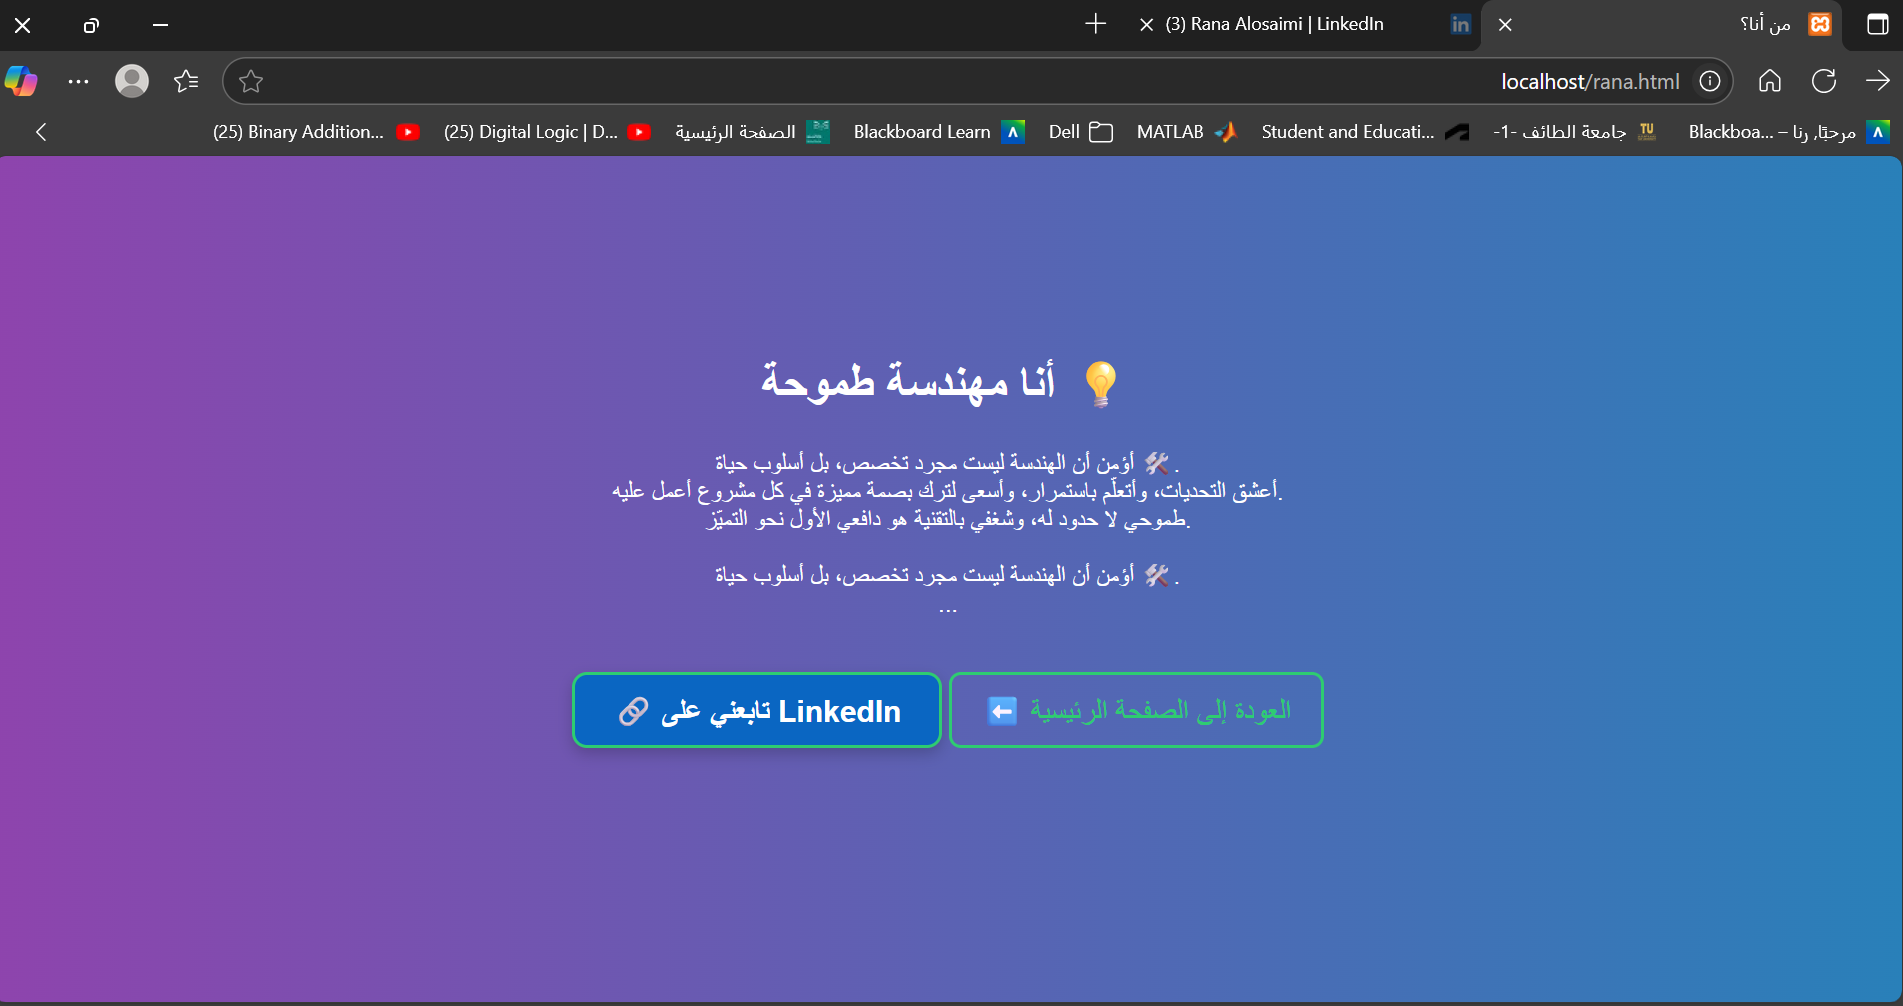 من أنا؟
(3) Rana Alosaimi | LinkedIn
localhost/rana.html
مرحبًا, رنا – Blackboa...
جامعة الطائف -1-
Student and Educati...
MATLAB
Dell
Blackboard Learn
الصفحة الرئيسية
(25) Digital Logic | D...
(25) Binary Addition...
💡 أنا مهندسة طموحة
. 🛠️ أؤمن أن الهندسة ليست مجرد تخصص، بل أسلوب حياة
.أعشق التحديات، وأتعلّم باستمرار، وأسعى لترك بصمة مميزة في كل مشروع أعمل عليه
.طموحي لا حدود له، وشغفي بالتقنية هو دافعي الأول نحو التميّز
. 🛠️ أؤمن أن الهندسة ليست مجرد تخصص، بل أسلوب حياة
...
العودة إلى الصفحة الرئيسية ⬅️
🔗 تابعني على LinkedIn